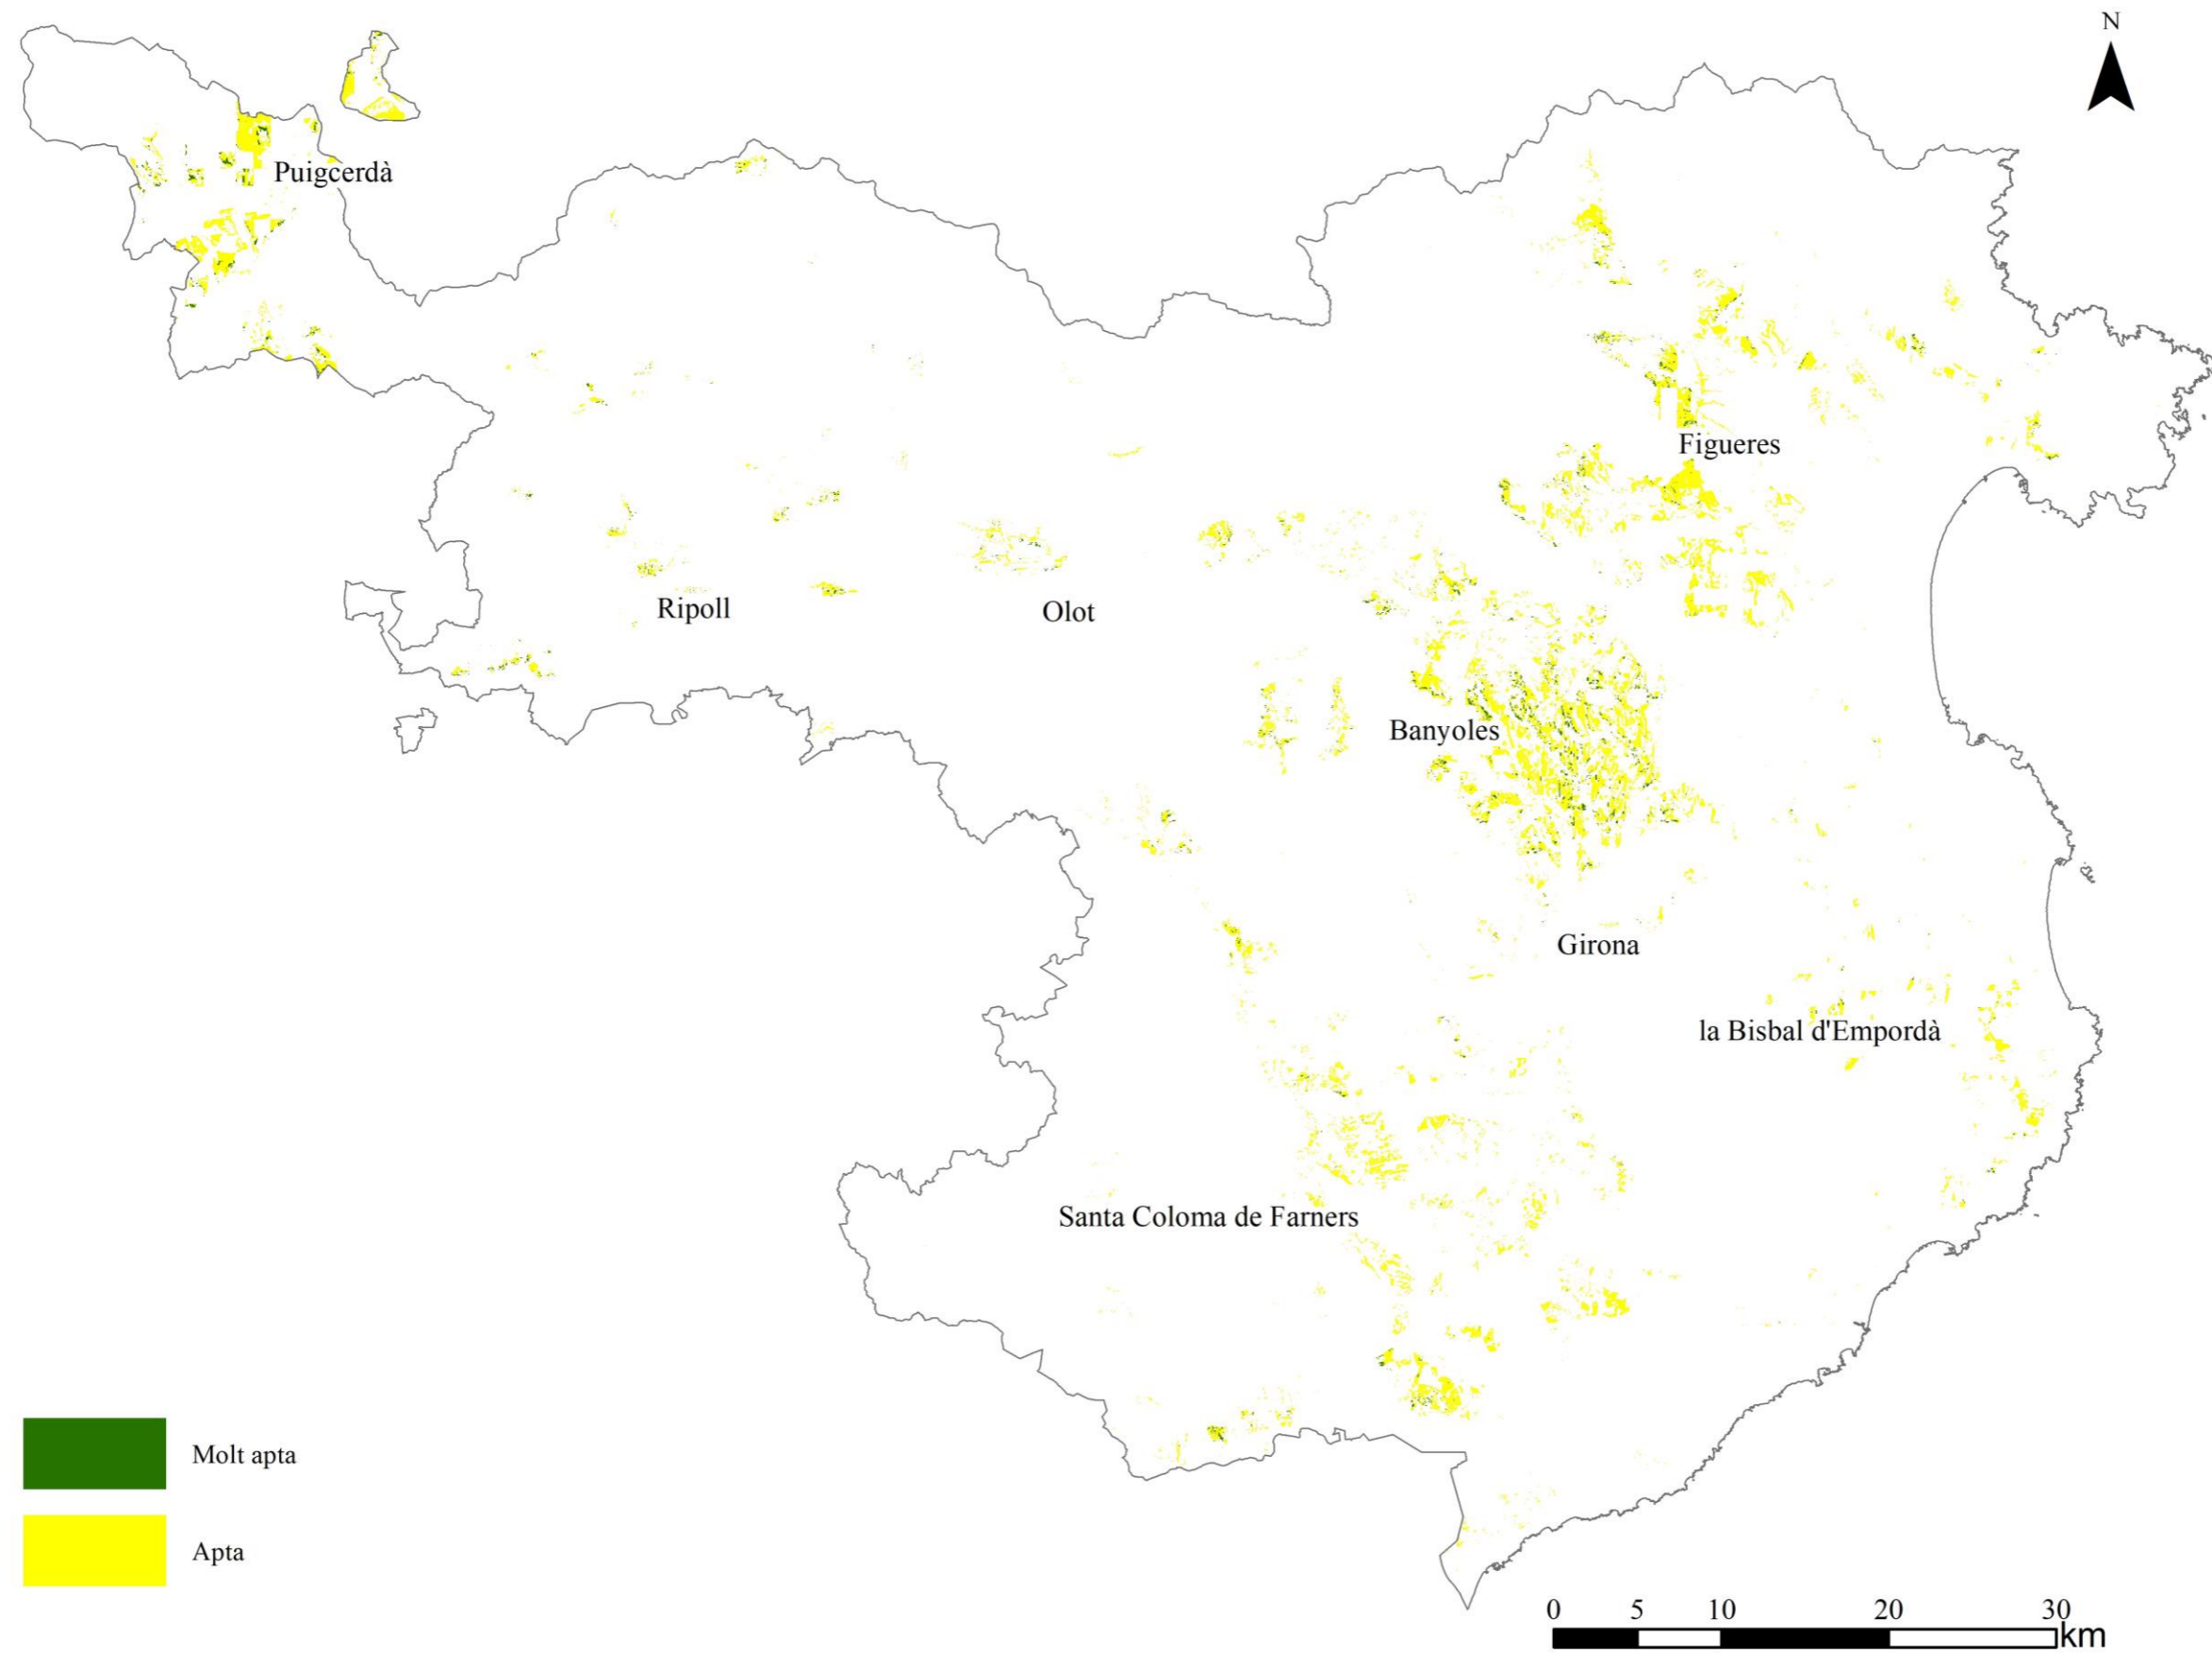 N
Puigcerdà
Figueres
Ripoll
Olot
Banyoles
Girona
la Bisbal d'Empordà
Santa Coloma de Farners
Molt apta
Apta
0 5 10 20 30
km